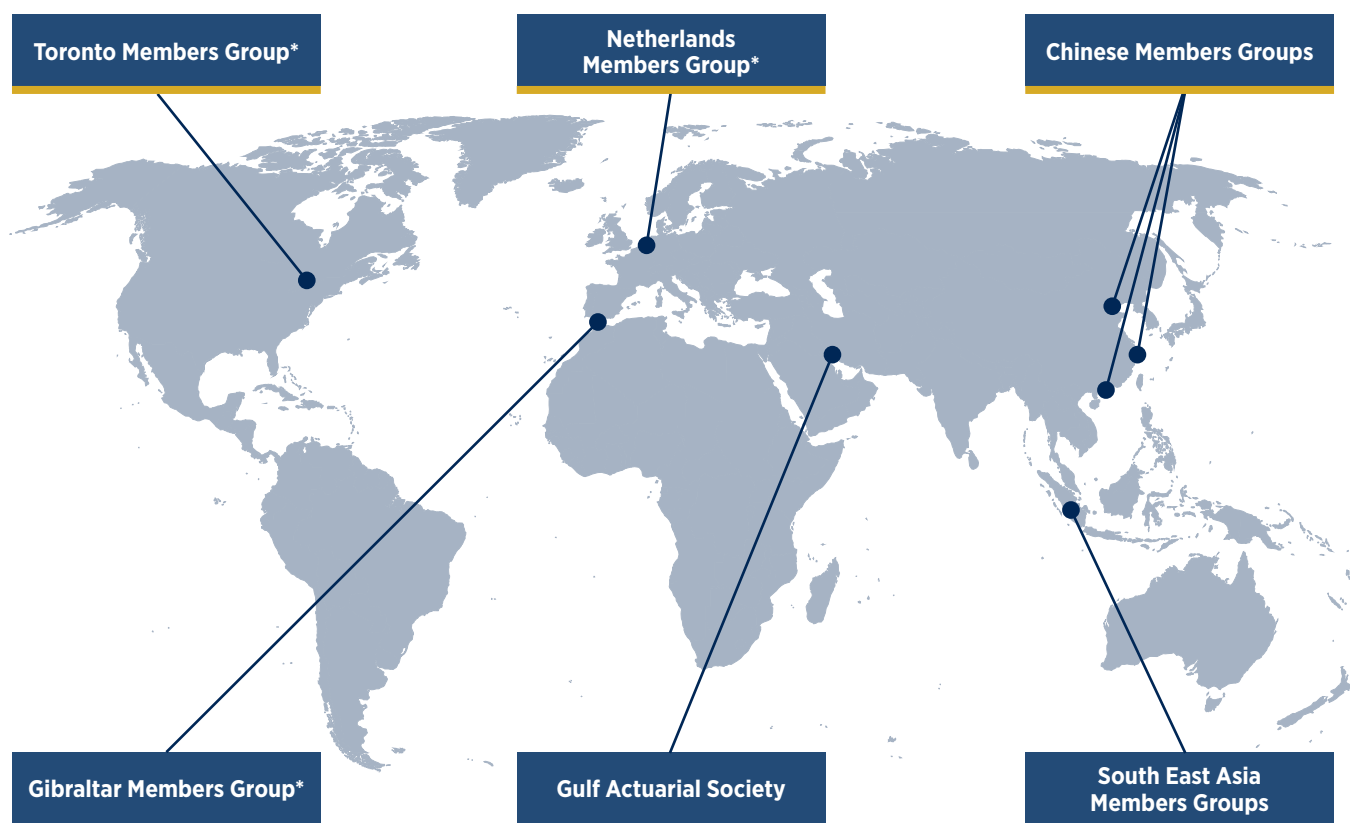 Toronto Members Group*
Netherlands
Members Group*
Chinese Members Groups
Gibraltar Members Group*
Gulf Actuarial Society
South East Asia
Members Groups